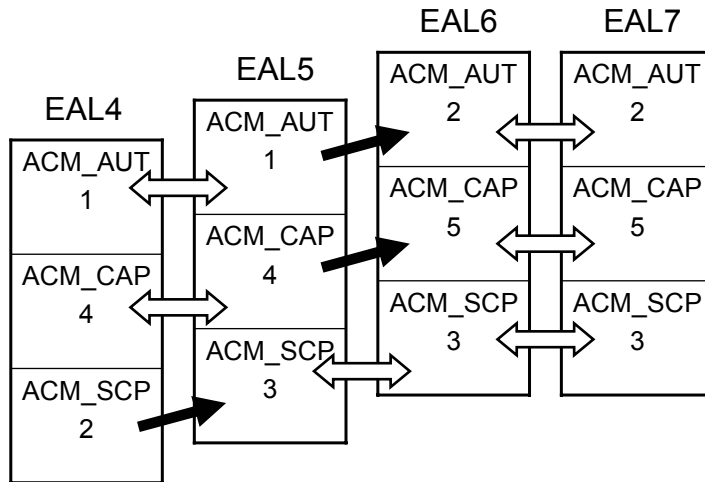 EAL4
ACM_AUT
1
ACM_CAP
4
ACM_SCP
2
EAL5
ACM_AUT
1
ACM_CAP
4
ACM_SCP
3
EAL6
ACM_AUT
2
ACM_CAP
5
ACM_SCP
3
EAL7
ACM_AUT
2
ACM_CAP
5
ACM_SCP
3